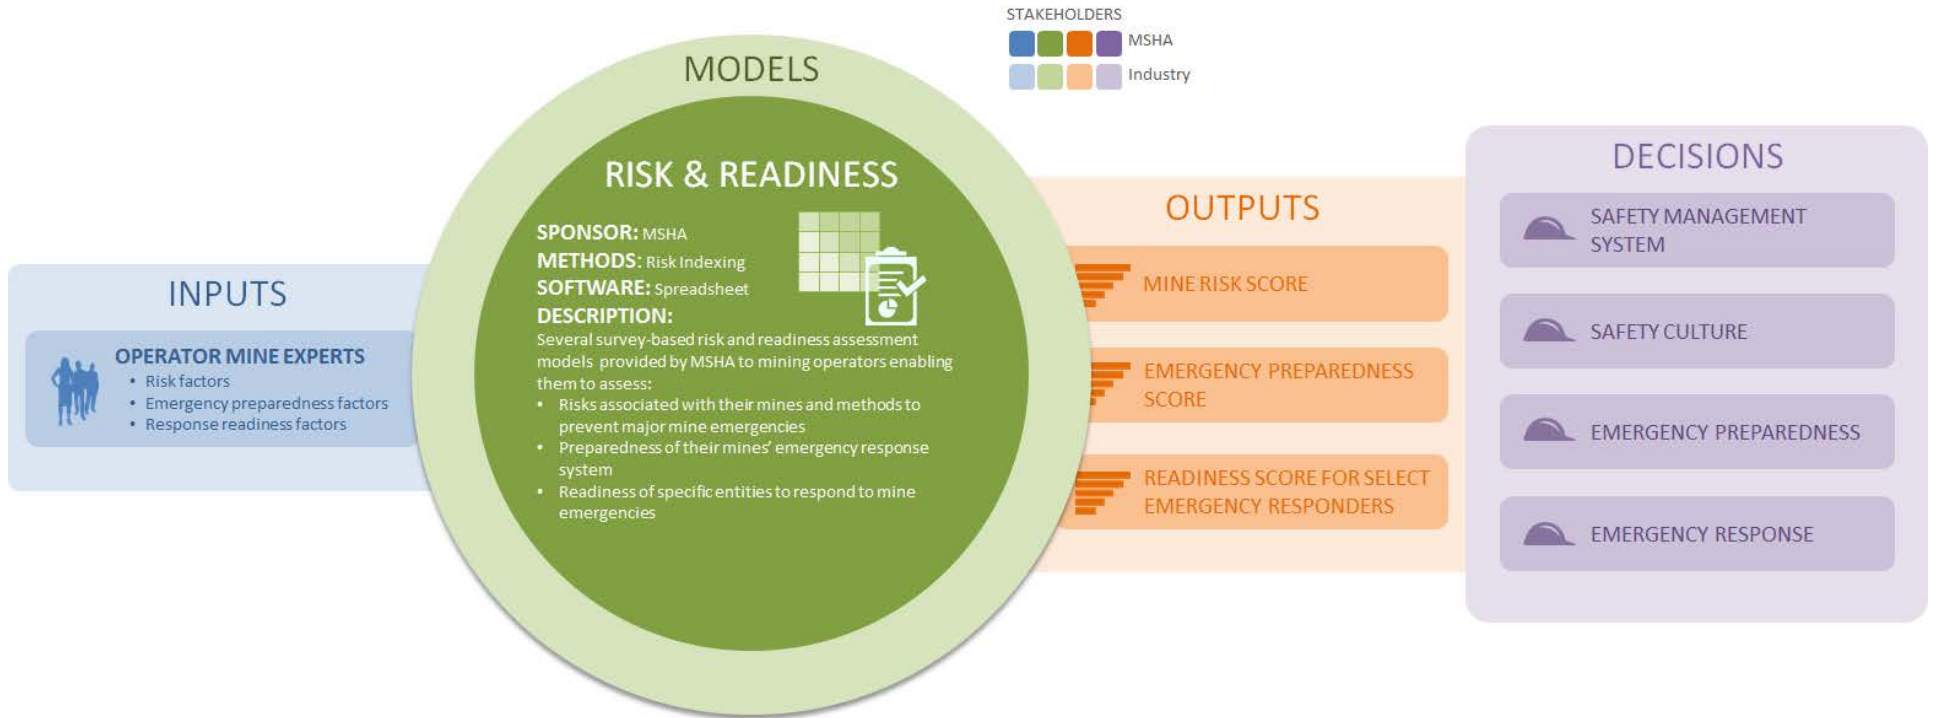 STAKEHOLDERS
MSHA
Industry
MODELS
RISK & READINESS
SPONSOR: MSHA
METHODS: Risk Indexing
SOFTWARE: Spreadsheet
DESCRIPTION:
Several survey-based risk and readiness assessment
models provided by MSHA to mining operators enabling
them to assess:
• Risks associated with their mines and methods to
prevent major mine emergencies
• Preparedness of their mines’ emergency response
system
• Readiness of specific entities to respond to mine
emergencies
INPUTS
OPERATOR MINE EXPERTS
• Risk factors
• Emergency preparedness factors
• Response readiness factors
OUTPUTS
MINE RISK SCORE
EMERGENCY PREPAREDNESS
SCORE
READINESS SCORE FOR SELECT
EMERGENCY RESPONDERS
DECISIONS
SAFETY MANAGEMENT
SYSTEM
SAFETY CULTURE
EMERGENCY PREPAREDNESS
EMERGENCY RESPONSE